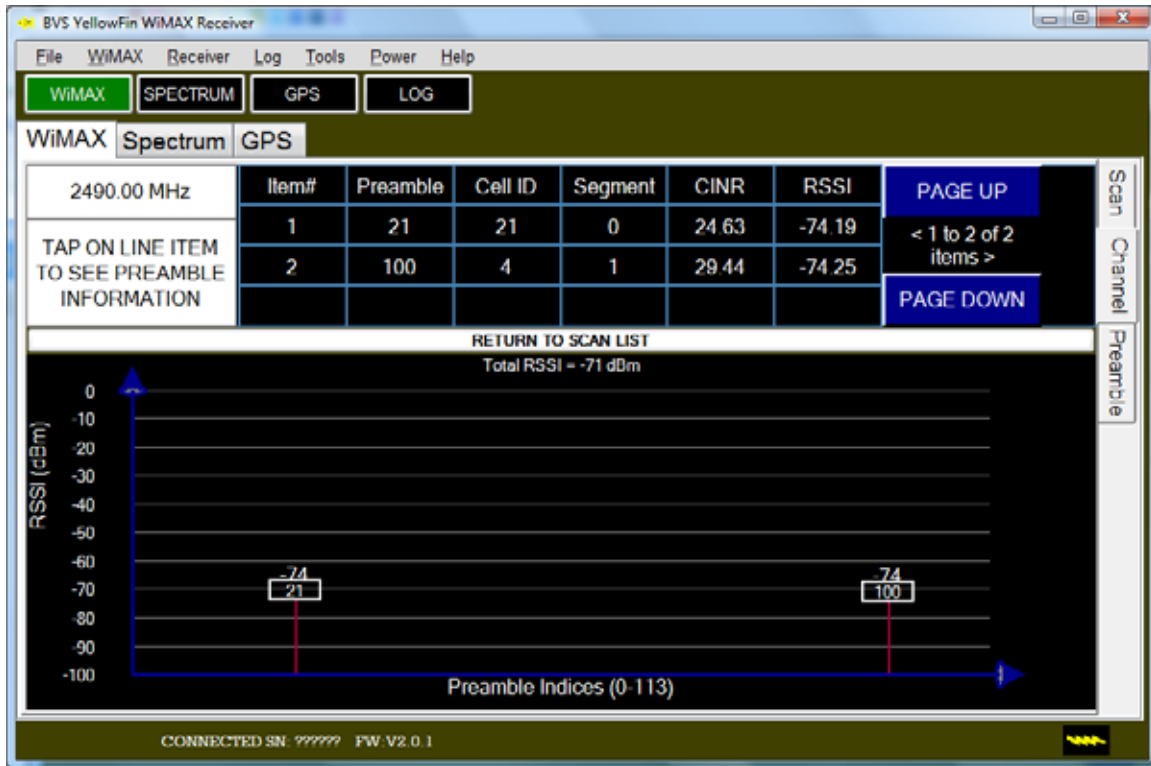 BVS YellowFin WiMAX Receiver
File WiMAX Receiver Log Tools Power Help
WiMAX SPECTRUM GPS LOG
WiMAX Spectrum GPS
2490.00 MHz
TAP ON LINE ITEM
TO SEE PREAMBLE
INFORMATION
Item# Preamble Cell ID Segment CINR RSSI
1 21 21 0 24.63 -74.19
2 100 4 1 29.44 -74.25
PAGE UP
< 1 to 2 of 2
items >
PAGE DOWN
Scan
Channel
Preamble
RETURN TO SCAN LIST
Total RSSI = -71 dBm
RSSI (dBm)
0
-10
-20
-30
-40
-50
-60
-70
-80
-90
-100
-74
21
-74
100
Preamble Indices (0-113)
CONNECTED SN: ?????? FW:V2.0.1